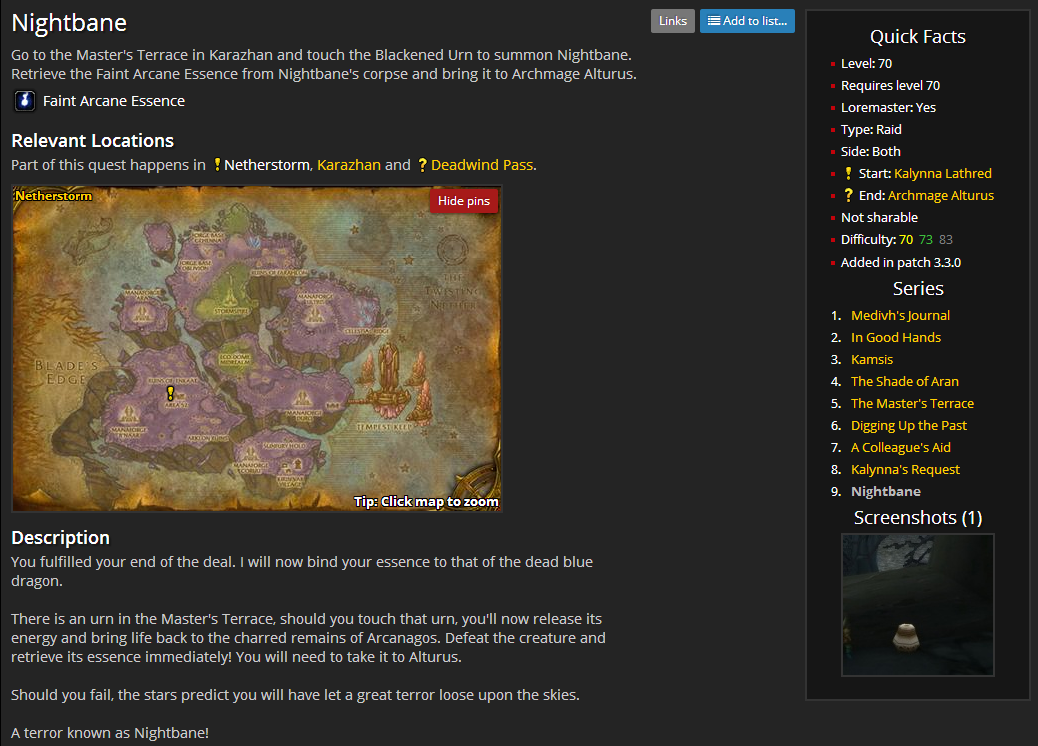 Nightbane
Links
Add to list...
Go to the Master's Terrace in Karazhan and touch the Blackened Urn to summon Nightbane.
Retrieve the Faint Arcane Essence from Nightbane's corpse and bring it to Archmage Alturus.
Faint Arcane Essence
Relevant Locations
Part of this quest happens in Netherstorm, Karazhan and Deadwind Pass.
Netherstorm
Hide pins
THE
TWISTING
NETHER
STORMSPIRE
BLADE'S
EDGE
AREA 52
TEMPEST KEEP
Tip: Click map to zoom
Description
You fulfilled your end of the deal. I will now bind your essence to that of the dead blue
dragon.
There is an urn in the Master's Terrace, should you touch that urn, you'll now release its
energy and bring life back to the charred remains of Arcanagos. Defeat the creature and
retrieve its essence immediately! You will need to take it to Alturus.
Should you fail, the stars predict you will have let a great terror loose upon the skies.
A terror known as Nightbane!
Quick Facts
Level: 70
Requires level 70
Loremaster: Yes
Type: Raid
Side: Both
Start: Kalynna Lathred
End: Archmage Alturus
Not sharable
Difficulty: 70 73 83
Added in patch 3.3.0
Series
1. Medivh's Journal
2. In Good Hands
3. Kamsis
4. The Shade of Aran
5. The Master's Terrace
6. Digging Up the Past
7. A Colleague's Aid
8. Kalynna's Request
9. Nightbane
Screenshots (1)